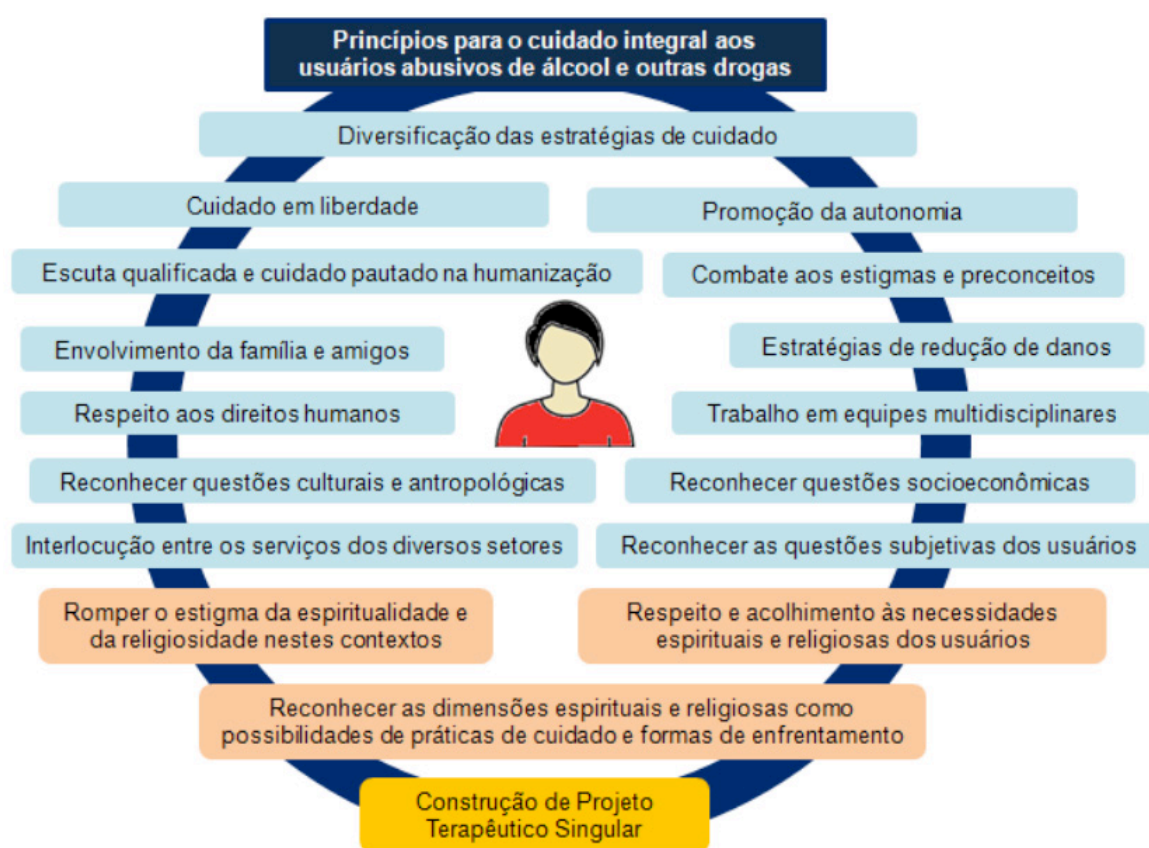 Princípios para o cuidado integral aos
usuários abusivos de álcool e outras drogas
Diversificação das estratégias de cuidado
Cuidado em liberdade
Promoção da autonomia
Escuta qualificada e cuidado pautado na humanização
Combate aos estigmas e preconceitos
Envolvimento da família e amigos
Estratégias de redução de danos
Respeito aos direitos humanos
Trabalho em equipes multidisciplinares
Reconhecer questões culturais e antropológicas
Reconhecer questões socioeconômicas
Interlocução entre os serviços dos diversos setores
Reconhecer as questões subjetivas dos usuários
Romper o estigma da espiritualidade e
da religiosidade nestes contextos
Respeito e acolhimento às necessidades
espirituais e religiosas dos usuários
Reconhecer as dimensões espirituais e religiosas como
possibilidades de práticas de cuidado e formas de enfrentamento
Construção de Projeto
Terapêutico Singular